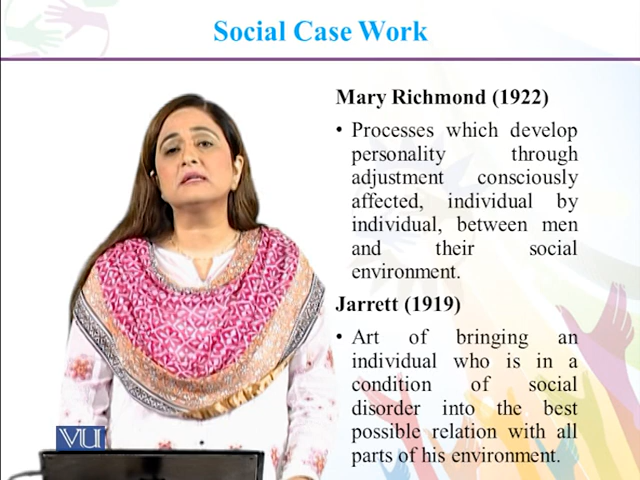 Social Case Work
Mary Richmond (1922)
• Processes which develop
personality through
adjustment consciously
affected, individual by
individual, between men
and their social
environment.
Jarrett (1919)
• Art of bringing an
individual who is in a
condition of social
disorder into the best
possible relation with all
parts of his environment.
VU